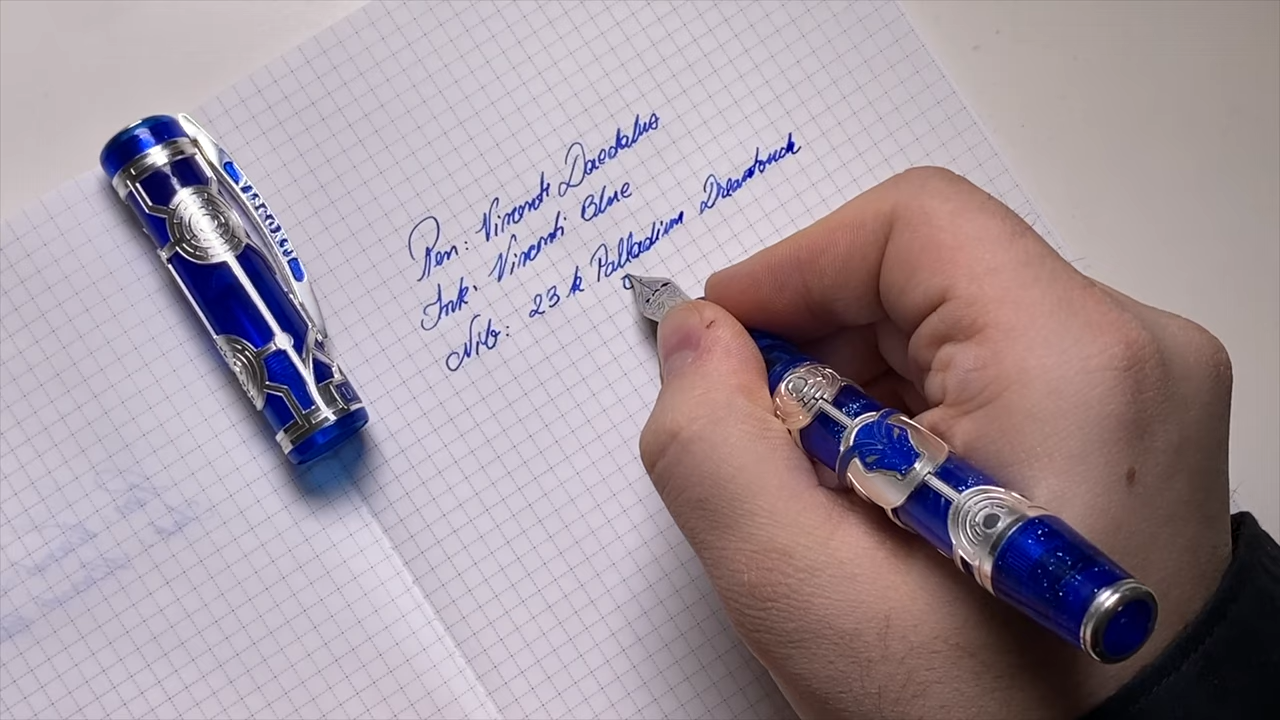 Pen: Visconti Daedalus
Ink: Visconti Blue
Nib: 23 k Palladium Dreamtouch
VISCONTI